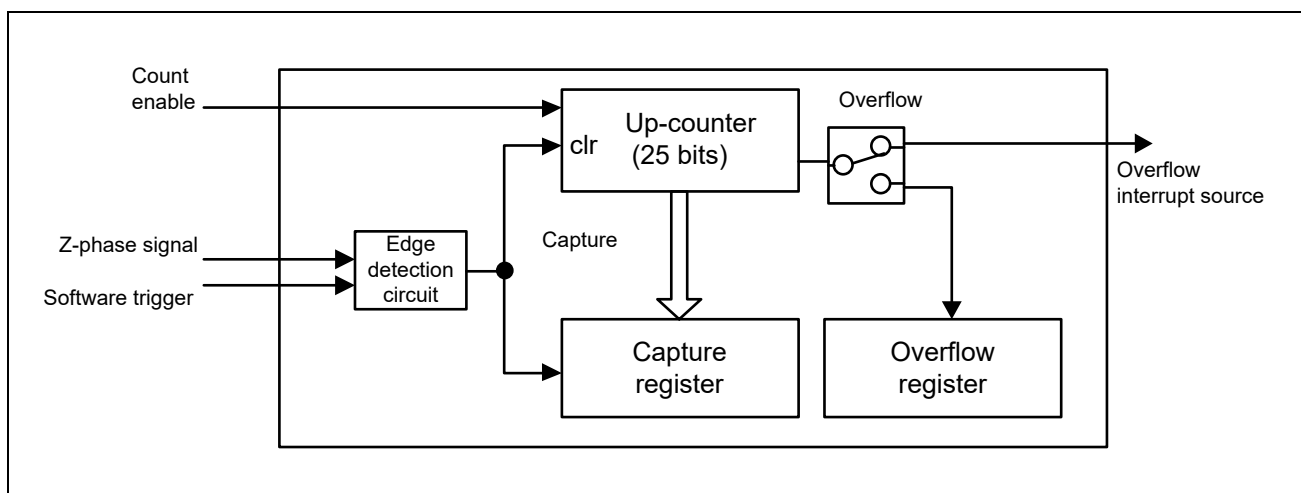 Count
enable
Overflow
Up-counter
(25 bits)
clr
Overflow
interrupt source
Z-phase signal
Software trigger
Edge
detection
circuit
Capture
Capture
register
Overflow
register